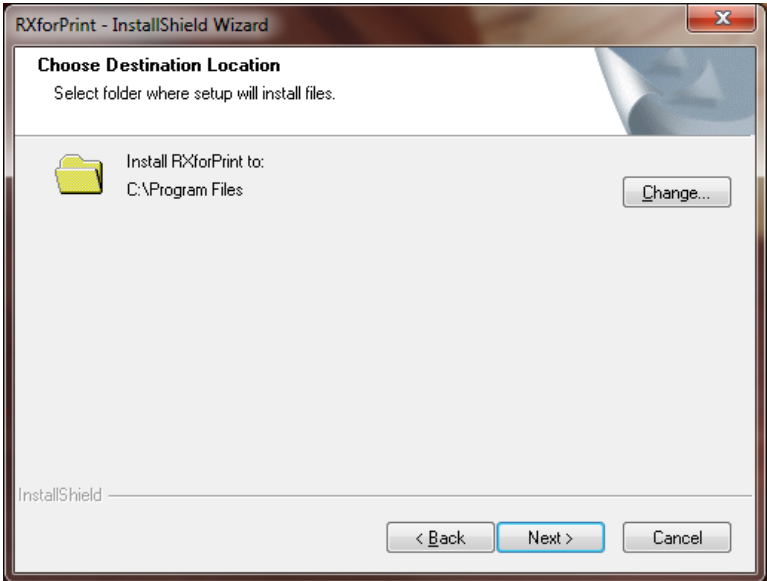 RXforPrint - InstallShield Wizard
Choose Destination Location
Select folder where setup will install files.
Install RXforPrint to:
C:\Program Files
Change...
InstallShield
< Back
Next >
Cancel